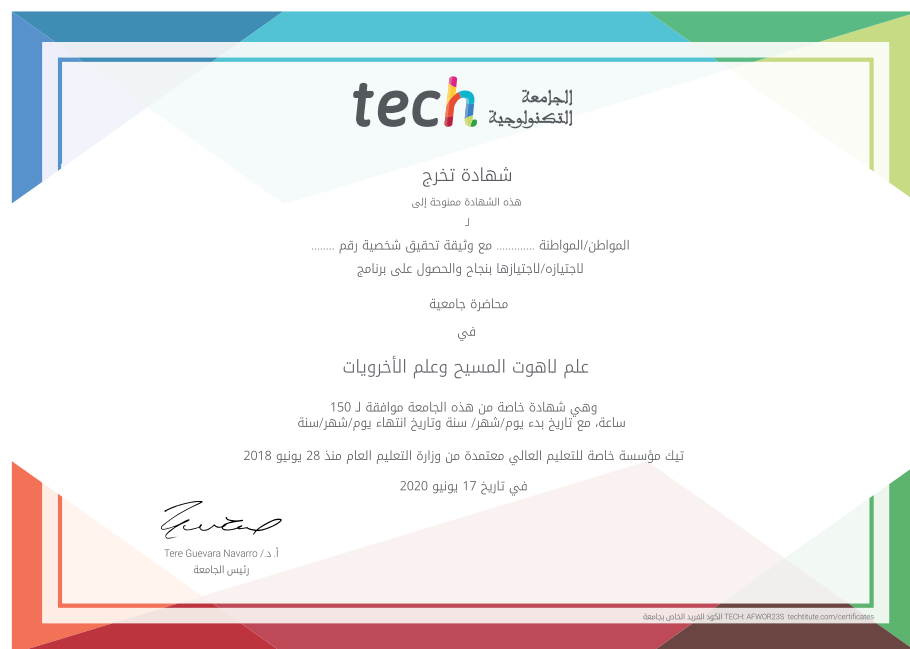 tech الجامعة
التكنولوجية
شهادة تخرج
هذه الشهادة ممنوحة إلى
لـ
المواطن/المواطنة ............. مع وثيقة تحقيق شخصية رقم ........
لاجتيازه/لاجتيازها بنجاح والحصول على برنامج
محاضرة جامعية
في
علم لاهوت المسيح وعلم الأخرويات
وهي شهادة خاصة من هذه الجامعة موافقة لـ 150
ساعة، مع تاريخ بدء يوم/شهر/ سنة وتاريخ انتهاء يوم/شهر/سنة
تيك مؤسسة خاصة للتعليم العالي معتمدة من وزارة التعليم العام منذ 28 يونيو 2018
في تاريخ 17 يونيو 2020
أ. د./ Tere Guevara Navarro
رئيس الجامعة
الكود الفريد الخاص بجامعة TECH: AFWOR23S techtitute.com/certificates